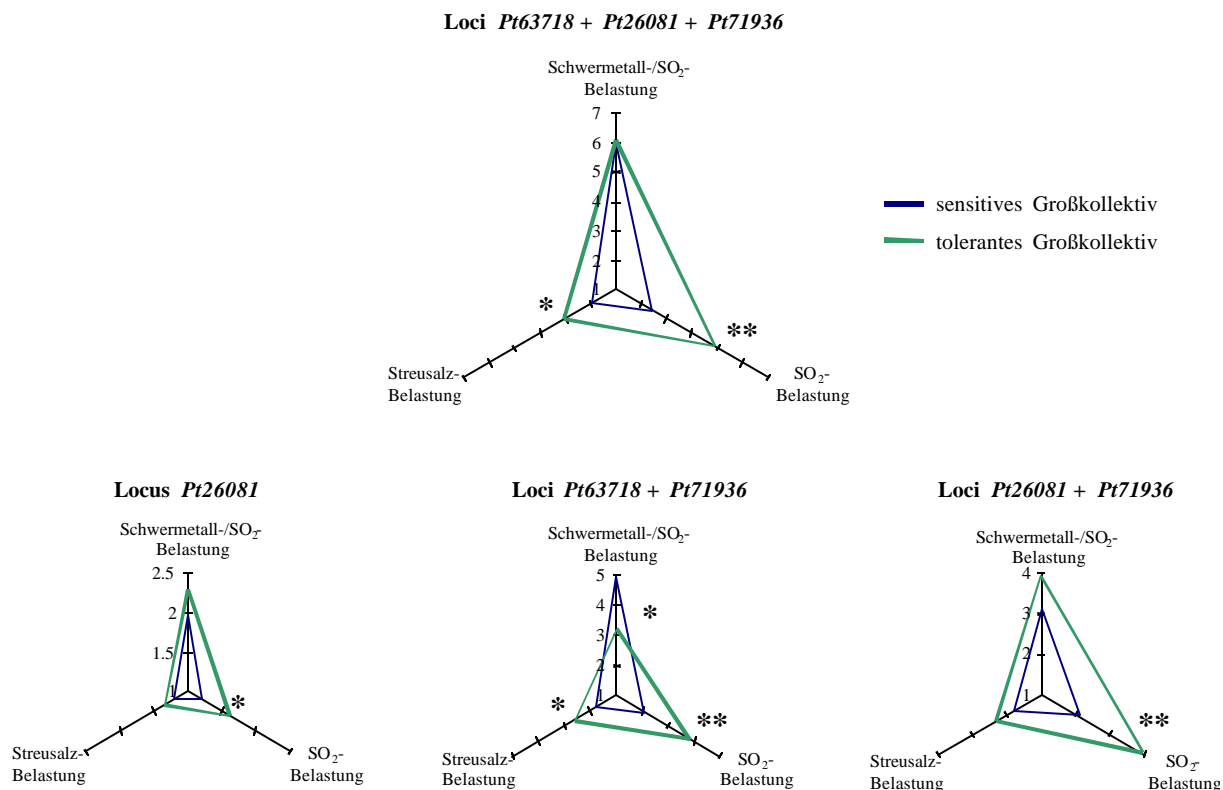 Loci Pt63718 + Pt26081 + Pt71936
Schwermetall-/SO2-
Belastung
7
6
5
4
3
2
1
*
**
Streusalz-
Belastung
SO2-
Belastung
sensitives Großkollektiv
tolerantes Großkollektiv
Locus Pt26081
Schwermetall-/SO2-
Belastung
2.5
2
1.5
1
*
Streusalz-
Belastung
SO2-
Belastung
Loci Pt63718 + Pt71936
Schwermetall-/SO2-
Belastung
5
4
3
2
1
*
*
**
Streusalz-
Belastung
SO2-
Belastung
Loci Pt26081 + Pt71936
Schwermetall-/SO2-
Belastung
4
3
2
1
**
Streusalz-
Belastung
SO2-
Belastung